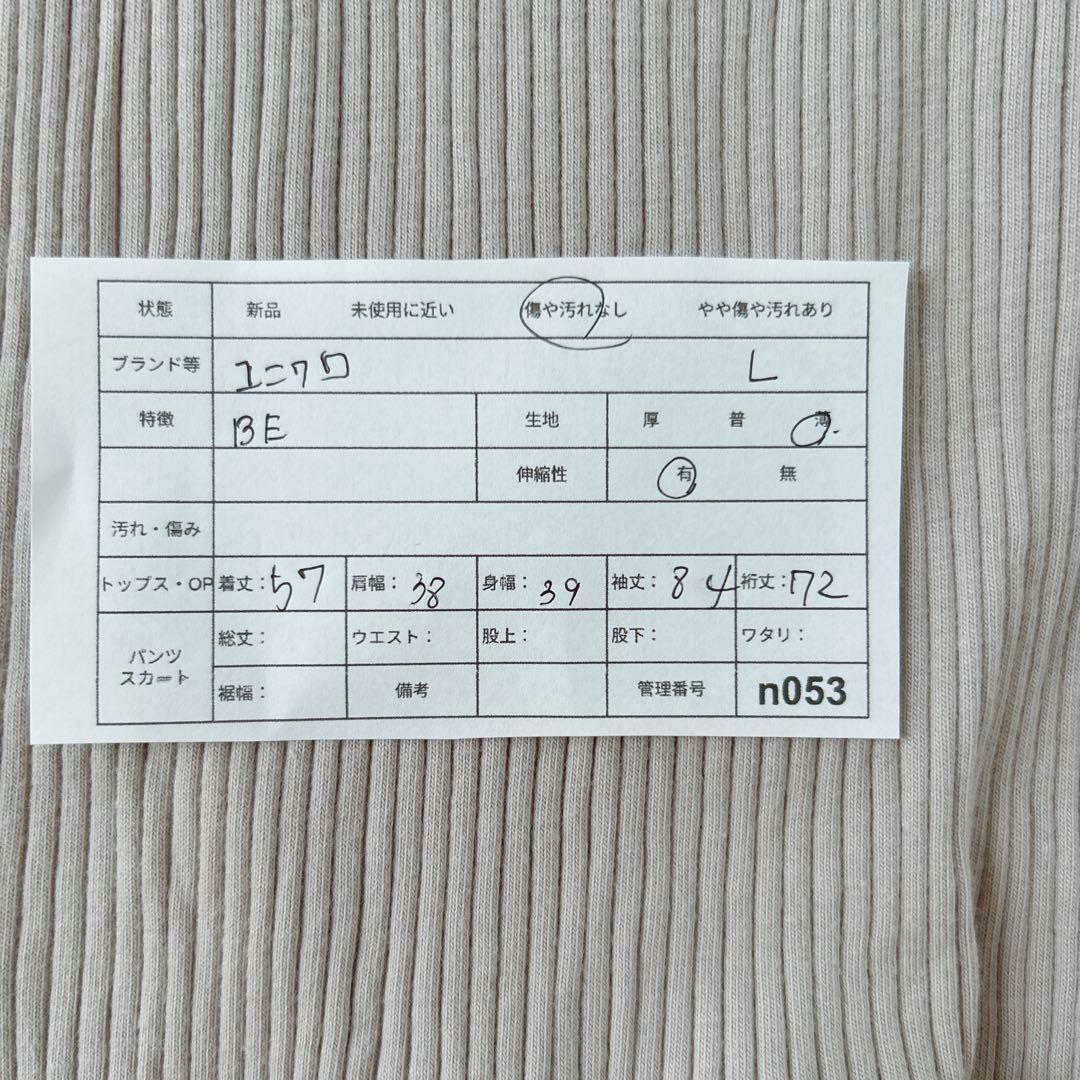 状態 新品 未使用に近い 傷や汚れなし やや傷や汚れあり
ブランド等 ユニクロ L
特徴 BE 生地 厚 普 薄
伸縮性 有 無
汚れ・傷み
トップス・OP 着丈：57 肩幅：38 身幅：39 袖丈：84 裄丈：72
パンツ スカート 総丈： ウエスト： 股上： 股下： ワタリ：
裾幅： 備考 管理番号 n053